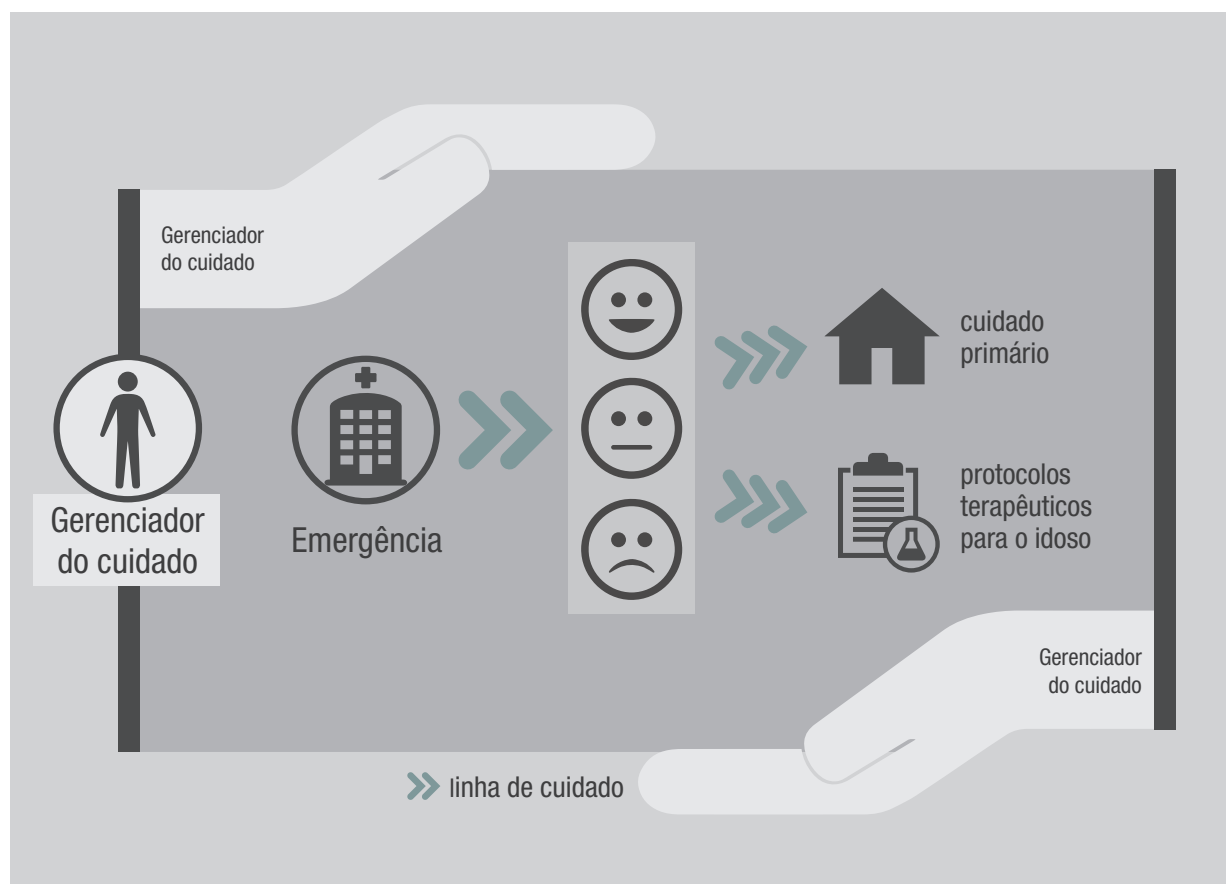 Gerenciador
do cuidado
Gerenciador
do cuidado
Emergência
cuidado
primário
protocolos
terapêuticos
para o idoso
Gerenciador
do cuidado
linha de cuidado